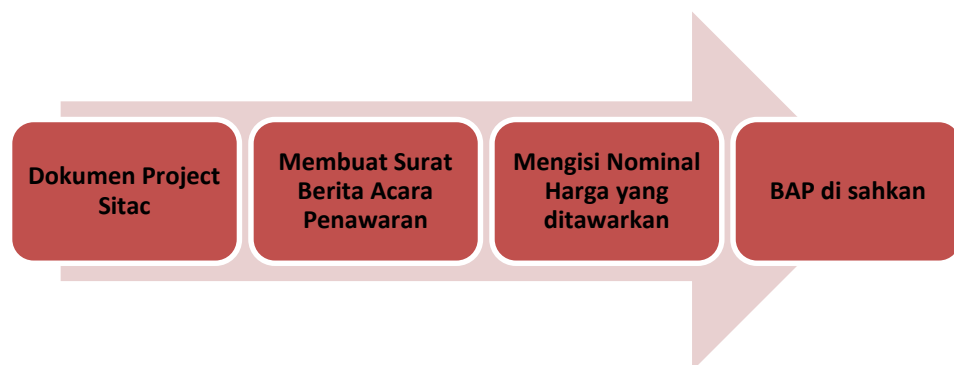 Dokumen Project
Sitac
Membuat Surat
Berita Acara
Penawaran
Mengisi Nominal
Harga yang
ditawarkan
BAP di sahkan